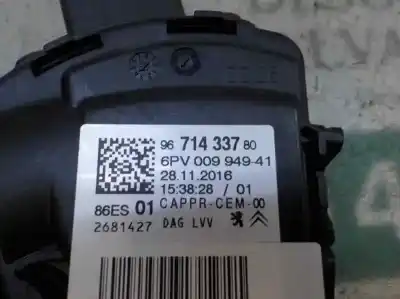 96 714 337 80
6PV 009 949-41
28.11.2016
15:38:28 / 01
86ES 01 CAPPR-CEM-00
2681427 DAG LVV